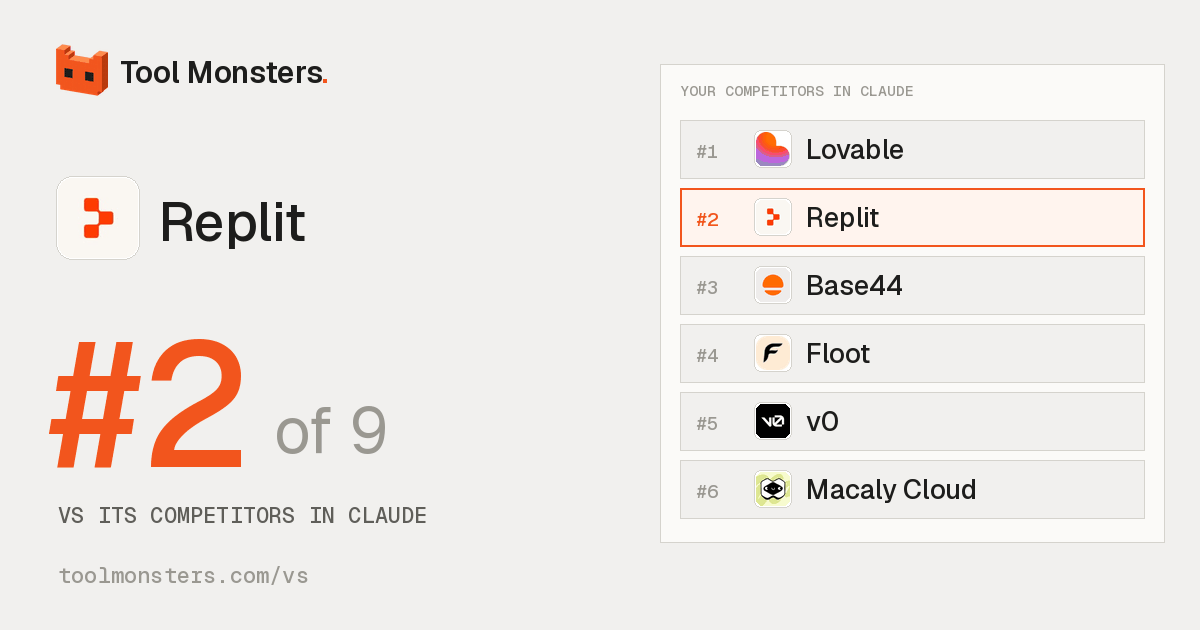 Tool Monsters.
Replit
#2 of 9
VS ITS COMPETITORS IN CLAUDE
toolmonsters.com/vs
YOUR COMPETITORS IN CLAUDE
#1 Lovable
#2 Replit
#3 Base44
#4 Floot
#5 v0 v0
#6 Macaly Cloud